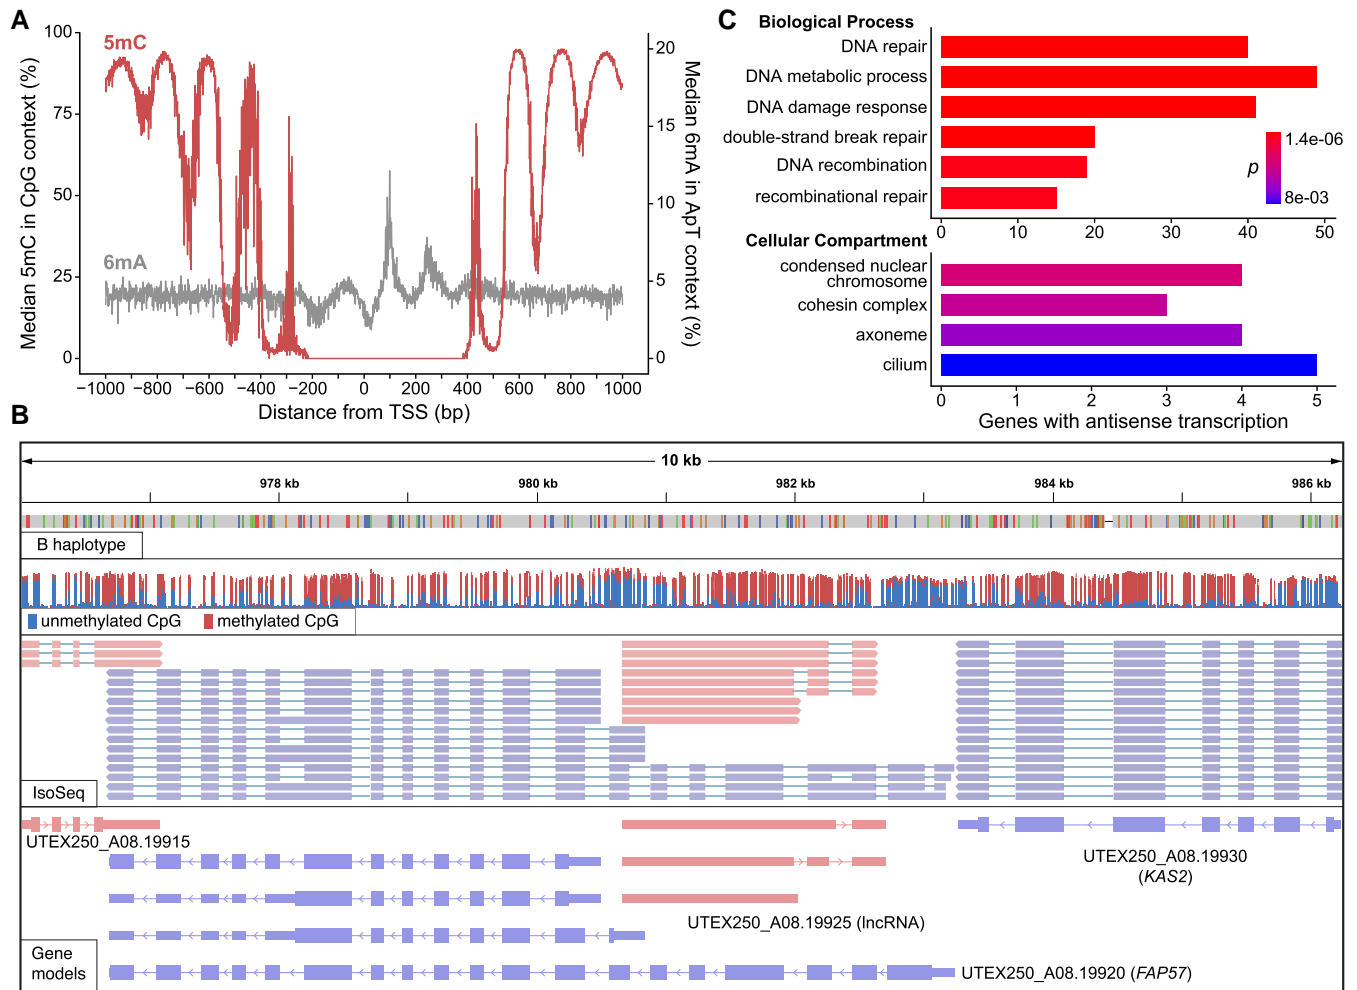 A
5mC
6mA
100
75
50
25
0
Median 5mC in CpG context (%)
20
15
10
5
0
Median 6mA in ApT context (%)
−1000 −800 −600 −400 −200 0 200 400 600 800 1000
Distance from TSS (bp)
C
Biological Process
DNA repair
DNA metabolic process
DNA damage response
double-strand break repair
DNA recombination
recombinational repair
p
1.4e-06
8e-03
0 10 20 30 40 50
Cellular Compartment
condensed nuclear
chromosome
cohesin complex
axoneme
cilium
0 1 2 3 4 5
Genes with antisense transcription
B
10 kb
978 kb 980 kb 982 kb 984 kb 986 kb
B haplotype
unmethylated CpG methylated CpG
IsoSeq
UTEX250_A08.19915
UTEX250_A08.19930
(KAS2)
UTEX250_A08.19925 (lncRNA)
Gene
models
UTEX250_A08.19920 (FAP57)